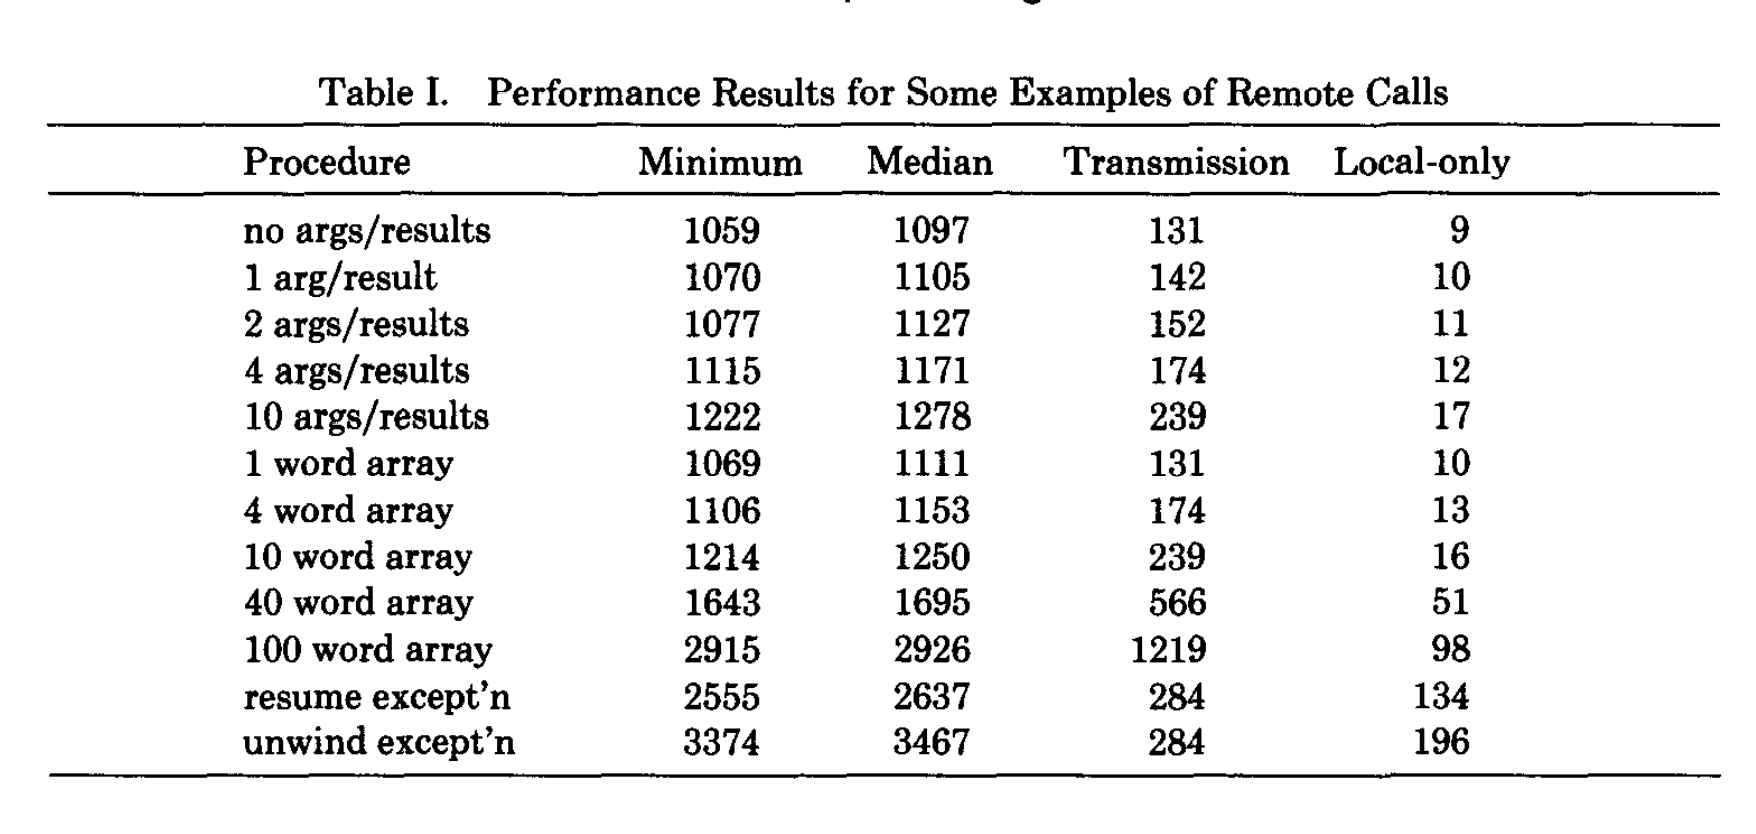 Table I. Performance Results for Some Examples of Remote Calls
Procedure Minimum Median Transmission Local-only
no args/results 1059 1097 131 9
1 arg/result 1070 1105 142 10
2 args/results 1077 1127 152 11
4 args/results 1115 1171 174 12
10 args/results 1222 1278 239 17
1 word array 1069 1111 131 10
4 word array 1106 1153 174 13
10 word array 1214 1250 239 16
40 word array 1643 1695 566 51
100 word array 2915 2926 1219 98
resume except'n 2555 2637 284 134
unwind except'n 3374 3467 284 196